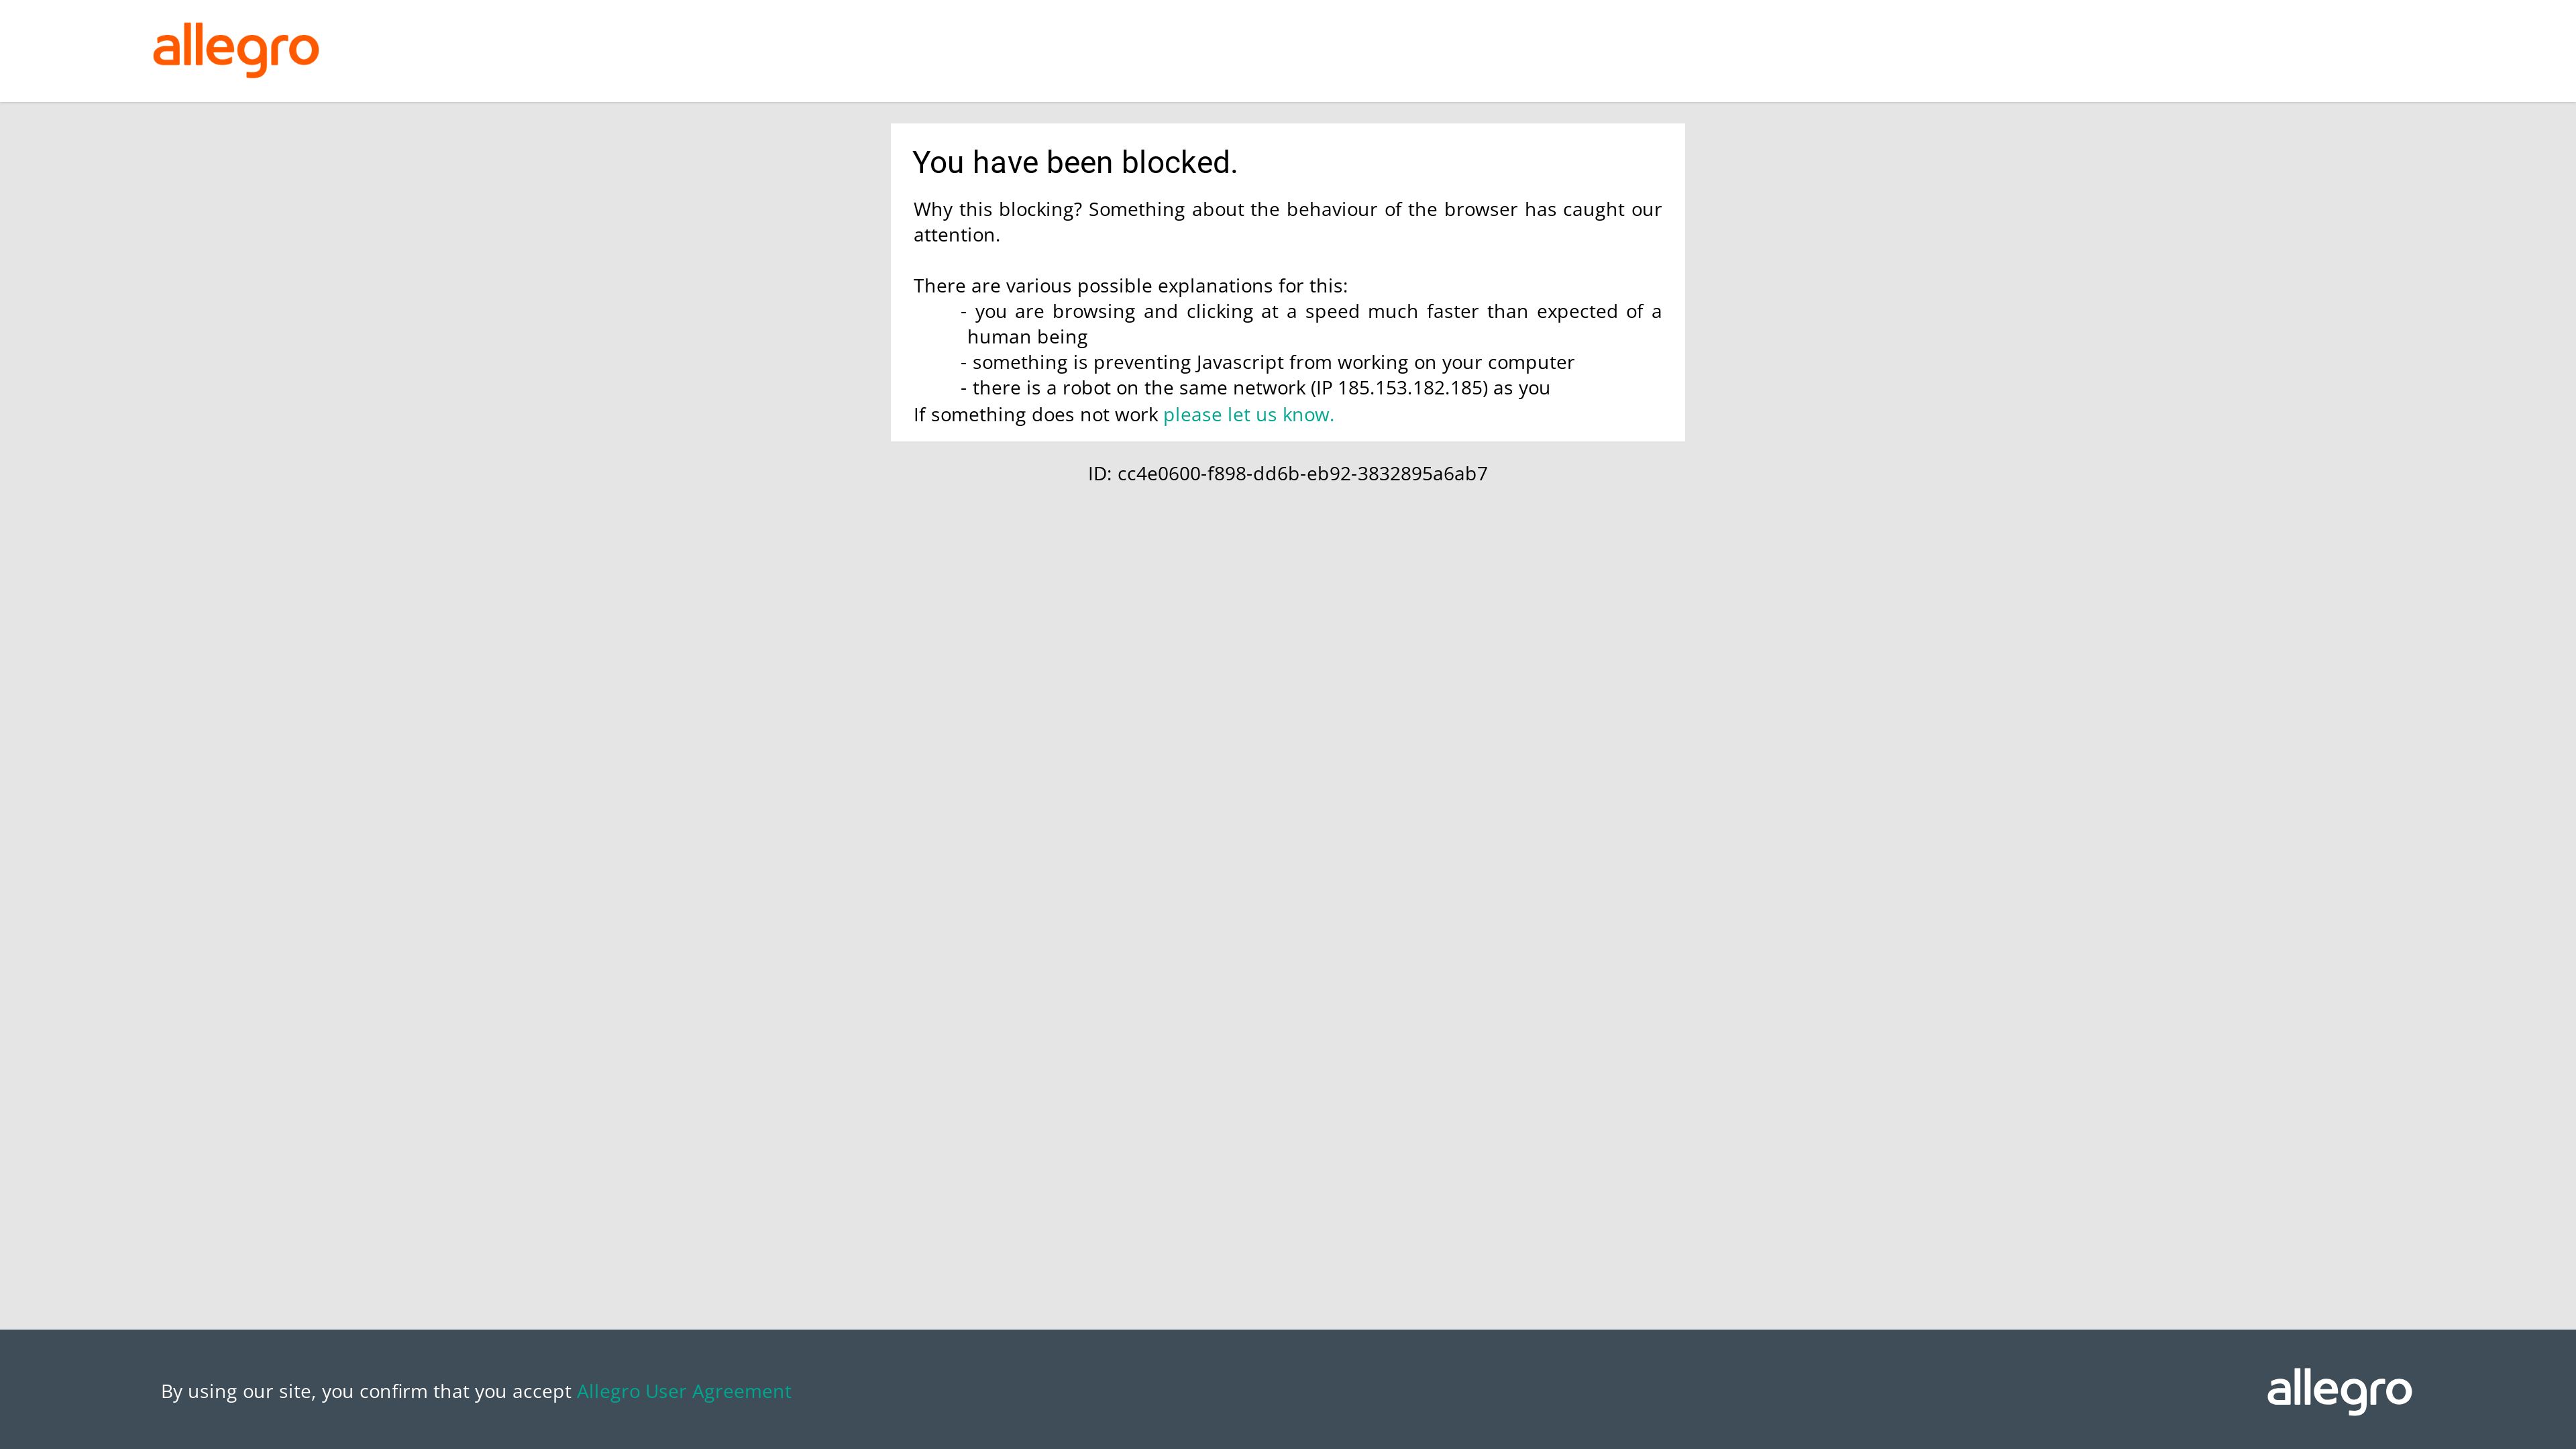 allegro
You have been blocked.
Why this blocking? Something about the behaviour of the browser has caught our
attention.
There are various possible explanations for this:
- you are browsing and clicking at a speed much faster than expected of a
human being
- something is preventing Javascript from working on your computer
- there is a robot on the same network (IP 185.153.182.185) as you
If something does not work please let us know.
ID: cc4e0600-f898-dd6b-eb92-3832895a6ab7
By using our site, you confirm that you accept Allegro User Agreement
allegro